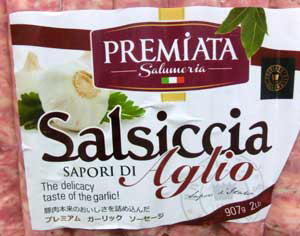 PREMIATA
Salumeria
Salsiccia
SAPORI DI
Aglio
The delicacy
taste of the garlic!
豚肉本来のおいしさを詰め込んだ
プレミアム ガーリック ソーセージ
907g 2Lb